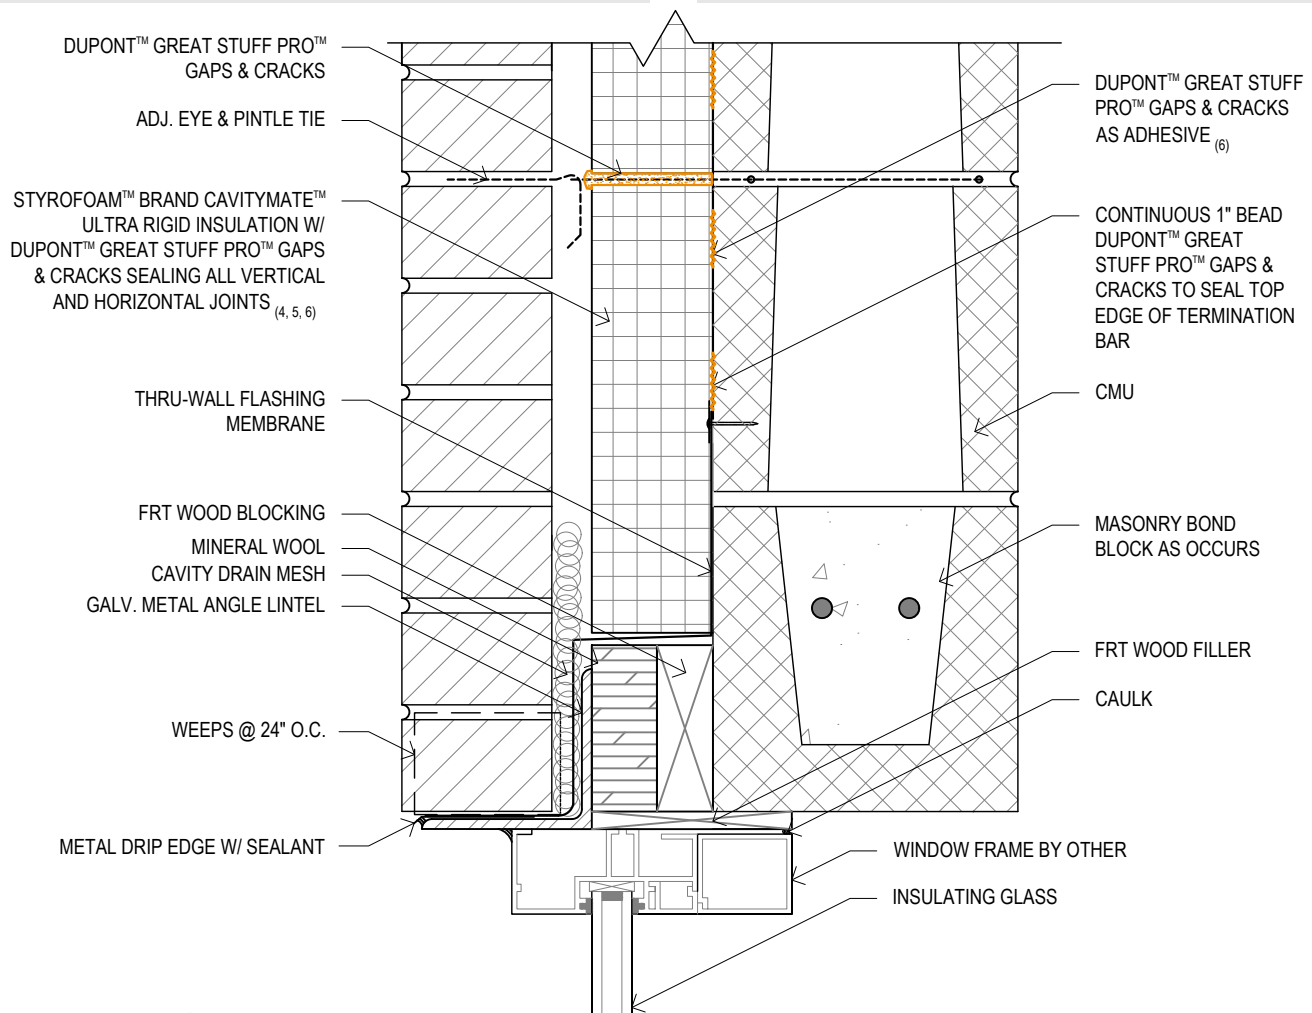 DUPONT™ GREAT STUFF PRO™
GAPS & CRACKS
ADJ. EYE & PINTLE TIE
STYROFOAM™ BRAND CAVITYMATE™
ULTRA RIGID INSULATION W/
DUPONT™ GREAT STUFF PRO™ GAPS
& CRACKS SEALING ALL VERTICAL
AND HORIZONTAL JOINTS (4, 5, 6)
THRU-WALL FLASHING
MEMBRANE
FRT WOOD BLOCKING
MINERAL WOOL
CAVITY DRAIN MESH
GALV. METAL ANGLE LINTEL
WEEPS @ 24" O.C.
METAL DRIP EDGE W/ SEALANT
DUPONT™ GREAT STUFF
PRO™ GAPS & CRACKS
AS ADHESIVE (6)
CONTINUOUS 1" BEAD
DUPONT™ GREAT
STUFF PRO™ GAPS &
CRACKS TO SEAL TOP
EDGE OF TERMINATION
BAR
CMU
MASONRY BOND
BLOCK AS OCCURS
FRT WOOD FILLER
CAULK
WINDOW FRAME BY OTHER
INSULATING GLASS